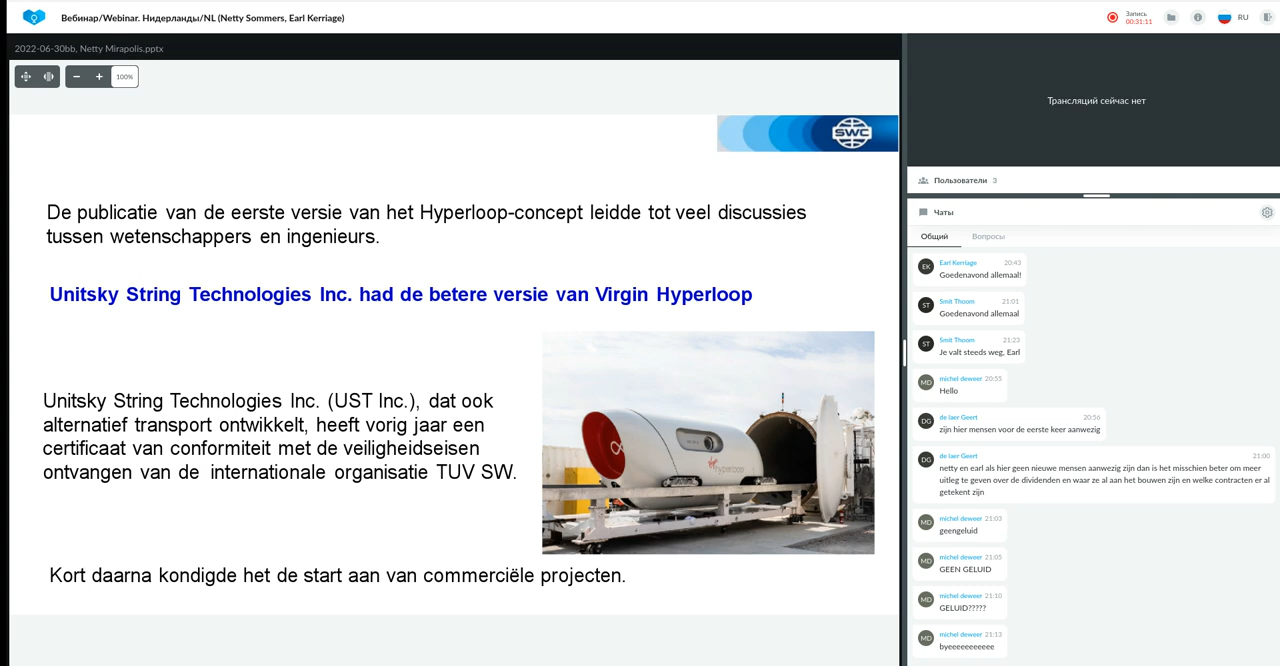 Вебинар/Webinar. Нидерланды/NL (Netty Sommers, Earl Kerriage)
Запись
00:31:11
RU
2022-06-30bb, Netty Mirapolis.pptx
100%
SWC
De publicatie van de eerste versie van het Hyperloop-concept leidde tot veel discussies
tussen wetenschappers en ingenieurs.
Unitsky String Technologies Inc. had de betere versie van Virgin Hyperloop
Unitsky String Technologies Inc. (UST Inc.), dat ook
alternatief transport ontwikkelt, heeft vorig jaar een
certificaat van conformiteit met de veiligheidseisen
ontvangen van de internationale organisatie TUV SW.
hyperloop
Kort daarna kondigde het de start aan van commerciële projecten.
Трансляций сейчас нет
Пользователи 3
Чаты
Общий Вопросы
EK
Earl Kerriage 20:43
Goedenavond allemaal!
ST
Smit Thoom 21:01
Goedenavond allemaal
ST
Smit Thoom 21:23
Je valt steeds weg, Earl
MD
michel deweer 20:55
Hello
DG
de laer Geert 20:56
zijn hier mensen voor de eerste keer aanwezig
DG
de laer Geert 21:00
netty en earl als hier geen nieuwe mensen aanwezig zijn dan is het misschien beter om meer
uitleg te geven over de dividenden en waar ze al aan het bouwen zijn en welke contracten er al
getekent zijn
MD
michel deweer 21:03
geengeluid
MD
michel deweer 21:05
GEEN GELUID
MD
michel deweer 21:10
GELUID?????
MD
michel deweer 21:13
byeeeeeeeeeee